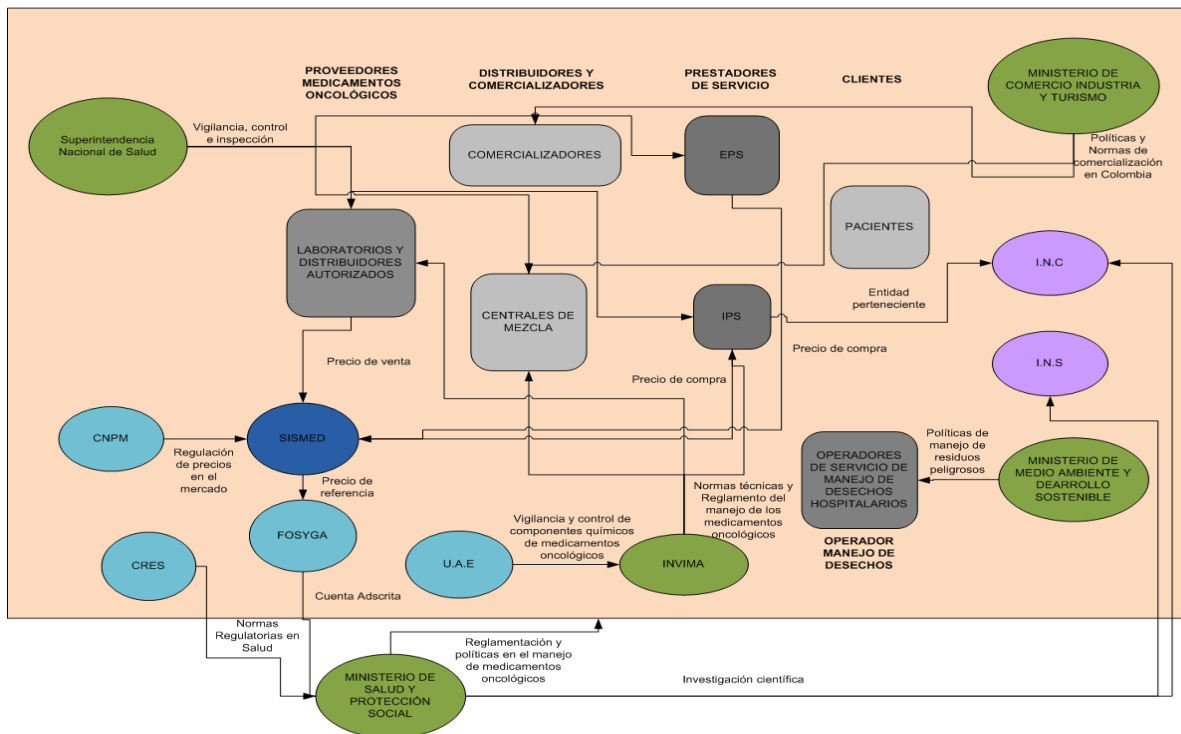 PROVEEDORES
MEDICAMENTOS
ONCOLÓGICOS
DISTRIBUIDORES Y
COMERCIALIZADORES
PRESTADORES
DE SERVICIO
CLIENTES
MINISTERIO DE
COMERCIO INDUSTRIA
Y TURISMO
Superintendencia
Nacional de Salud
Vigilancia, control
e inspección
COMERCIALIZADORES
EPS
Políticas y
Normas de
comercialización
en Colombia
LABORATORIOS Y
DISTRIBUIDORES
AUTORIZADOS
PACIENTES
I.N.C
CENTRALES DE
MEZCLA
IPS
Entidad
perteneciente
Precio de venta
Precio de compra
Precio de compra
I.N.S
CNPM
SISMED
Regulación
de precios
en el
mercado
Precio de
referencia
OPERADORES
DE SERVICIO DE
MANEJO DE
DESECHOS
HOSPITALARIOS
Políticas de
manejo de
residuos
peligrosos
MINISTERIO DE
MEDIO AMBIENTE Y
DEARROLLO
SOSTENIBLE
Normas técnicas y
Reglamento del
manejo de los
medicamentos
oncológicos
FOSYGA
Vigilancia y control de
componentes químicos
de medicamentos
oncológicos
OPERADOR
MANEJO DE
DESECHOS
CRES
U.A.E
INVIMA
Cuenta Adscrita
Normas
Regulatorias en
Salud
Reglamentación y
políticas en el manejo
de medicamentos
oncológicos
MINISTERIO DE
SALUD Y
PROTECCIÓN
SOCIAL
Investigación científica